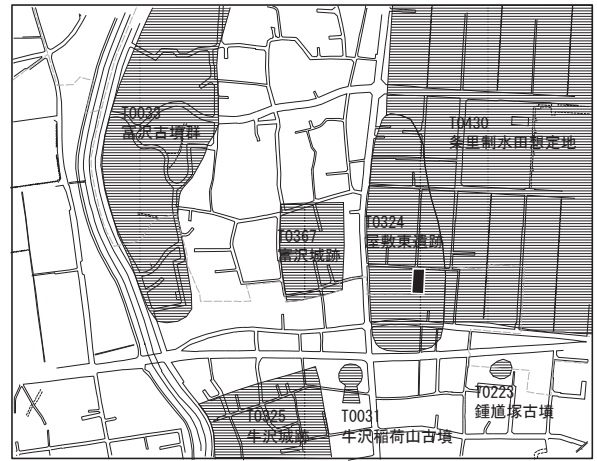 T0033
富沢古墳群
T0430
条里制水田想定地
T0367
富沢城跡
T0324
屋敷東遺跡
T0325
牛沢城跡
T0031
牛沢稲荷山古墳
T0223
鍾道塚古墳